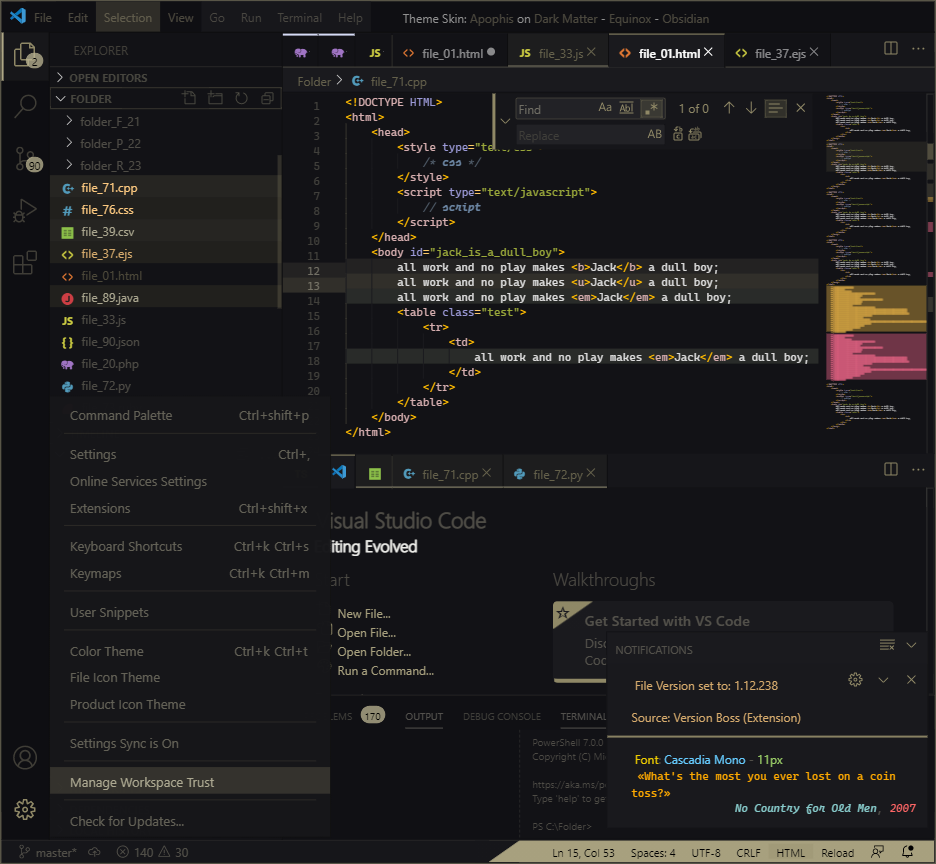 File Edit Selection View Go Run Terminal Help Theme Skin: Apophis on Dark Matter - Equinox - Obsidian
2
EXPLORER
JS file_01.html JS file_33.js file_01.html file_37.ejs
OPEN EDITORS
FOLDER
Folder > file_71.cpp
folder_F_21
folder_P_22
folder_R_23
90
file_71.cpp
# file_76.css
file_39.csv
file_37.ejs
file_01.html
file_89.java
JS file_33.js
{} file_90.json
file_20.php
file_72.py
Find Aa Abl .* 1 of 0
Replace AB
1 <!DOCTYPE HTML>
2 <html>
3 <head>
4 <style type="text/css">
5 /* css */
6 </style>
7 <script type="text/javascript">
8 // script
9 </script>
10 </head>
11 <body id="jack_is_a_dull_boy">
12 all work and no play makes <b>Jack</b> a dull boy;
13 all work and no play makes <u>Jack</u> a dull boy;
14 all work and no play makes <em>Jack</em> a dull boy;
15 <table class="test">
16 <tr>
17 <td>
18 all work and no play makes <em>Jack</em> a dull boy;
19 </td>
20 </tr>
</table>
</body>
</html>
Command Palette Ctrl+shift+p
Settings Ctrl+,
Online Services Settings
Extensions Ctrl+shift+x
Keyboard Shortcuts Ctrl+k Ctrl+s
Keymaps Ctrl+k Ctrl+m
User Snippets
Color Theme Ctrl+k Ctrl+t
File Icon Theme
Product Icon Theme
Settings Sync is On
Manage Workspace Trust
Check for Updates...
file_71.cpp file_72.py
isual Studio Code
iting Evolved
art
New File...
Open File...
Open Folder...
Run a Command...
Walkthroughs
Get Started with VS Code
Disc
Coc
LEMS 170 OUTPUT DEBUG CONSOLE TERMINAL
PowerShell 7.0.0
Copyright (C) Mi
https://aka.ms/p
Type 'help' to ge
PS C:\Folder>
NOTIFICATIONS
File Version set to: 1.12.238
Source: Version Boss (Extension)
Font: Cascadia Mono - 11px
«What's the most you ever lost on a coin
toss?»
No Country for Old Men, 2007
master* 140 30 Ln 15, Col 53 Spaces: 4 UTF-8 CRLF HTML Reload